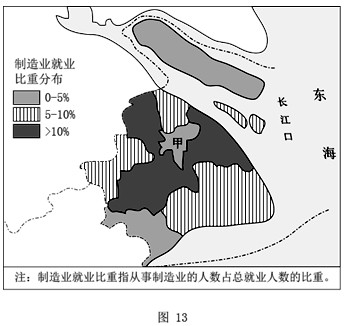 制造业就业
比重分布
0-5%
5-10%
>10%
甲
长江口
东海
注：制造业就业比重指从事制造业的人数占总就业人数的比重。
图 13